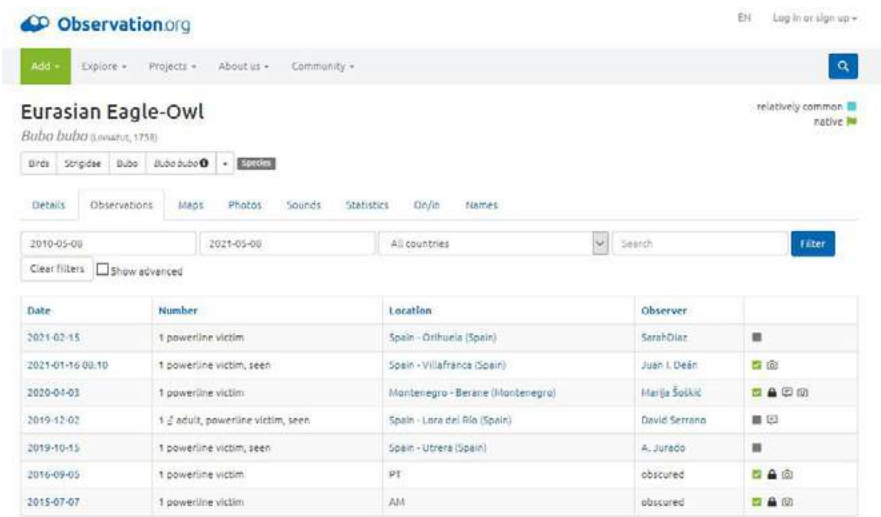 Observation.org
EN Log in or sign up
Add Explore Projects About us Community
Eurasian Eagle-Owl
relatively common
Bubo bubo (Linnaeus, 1758)
native
Birds Strigidae Bubo Bubo bubo Species
Details Observations Maps Photos Sounds Statistics On/in Names
2010-05-06 2021-05-06 All countries Search Filter
Clear filters Show advanced
Date Number Location Observer
2021-02-15 1 powerline victim Spain - Orihuela (Spain) SarahDiaz
2021-01-16 08:10 1 powerline victim, seen Spain - Villafranca (Spain) Juan I. Deán
2020-04-03 1 powerline victim Montenegro - Berane (Montenegro) Marija Šoškić
2019-12-02 1 ♂ adult, powerline victim, seen Spain - Lora del Río (Spain) David Serrano
2019-10-15 1 powerline victim, seen Spain - Utrera (Spain) A. Jurado
2016-09-05 1 powerline victim PT obscured
2015-07-07 1 powerline victim AM obscured